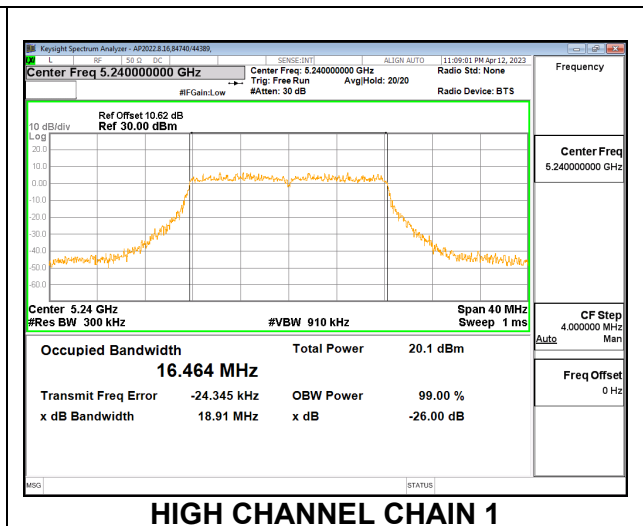 Keysight Spectrum Analyzer - AP2022.8.16,84740/44389,
L RF 50 Ω DC SENSE:INT ALIGN AUTO 11:09:01 PM Apr 12, 2023
Center Freq 5.240000000 GHz
Center Freq: 5.240000000 GHz
Radio Std: None
Trig: Free Run Avg|Hold: 20/20
#IFGain:Low #Atten: 30 dB Radio Device: BTS
Frequency
Ref Offset 10.62 dB
10 dB/div Ref 30.00 dBm
Log
20.0
10.0
0.00
-10.0
-20.0
-30.0
-40.0
-50.0
-60.0
Center Freq
5.240000000 GHz
Center 5.24 GHz Span 40 MHz
#Res BW 300 kHz #VBW 910 kHz Sweep 1 ms
CF Step
4.000000 MHz
Auto Man
Occupied Bandwidth Total Power 20.1 dBm
16.464 MHz
Transmit Freq Error -24.345 kHz OBW Power 99.00 %
x dB Bandwidth 18.91 MHz x dB -26.00 dB
Freq Offset
0 Hz
MSG STATUS
HIGH CHANNEL CHAIN 1